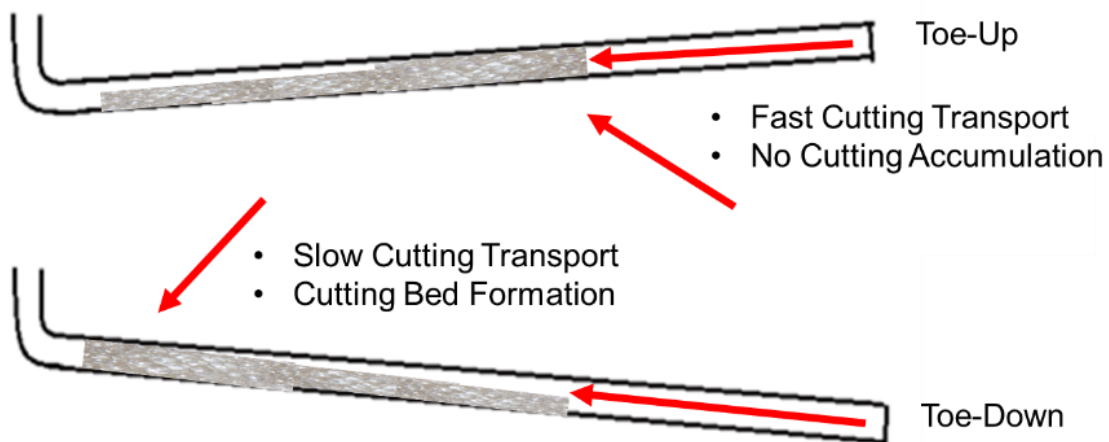 Toe-Up
• Fast Cutting Transport
• No Cutting Accumulation
• Slow Cutting Transport
• Cutting Bed Formation
Toe-Down